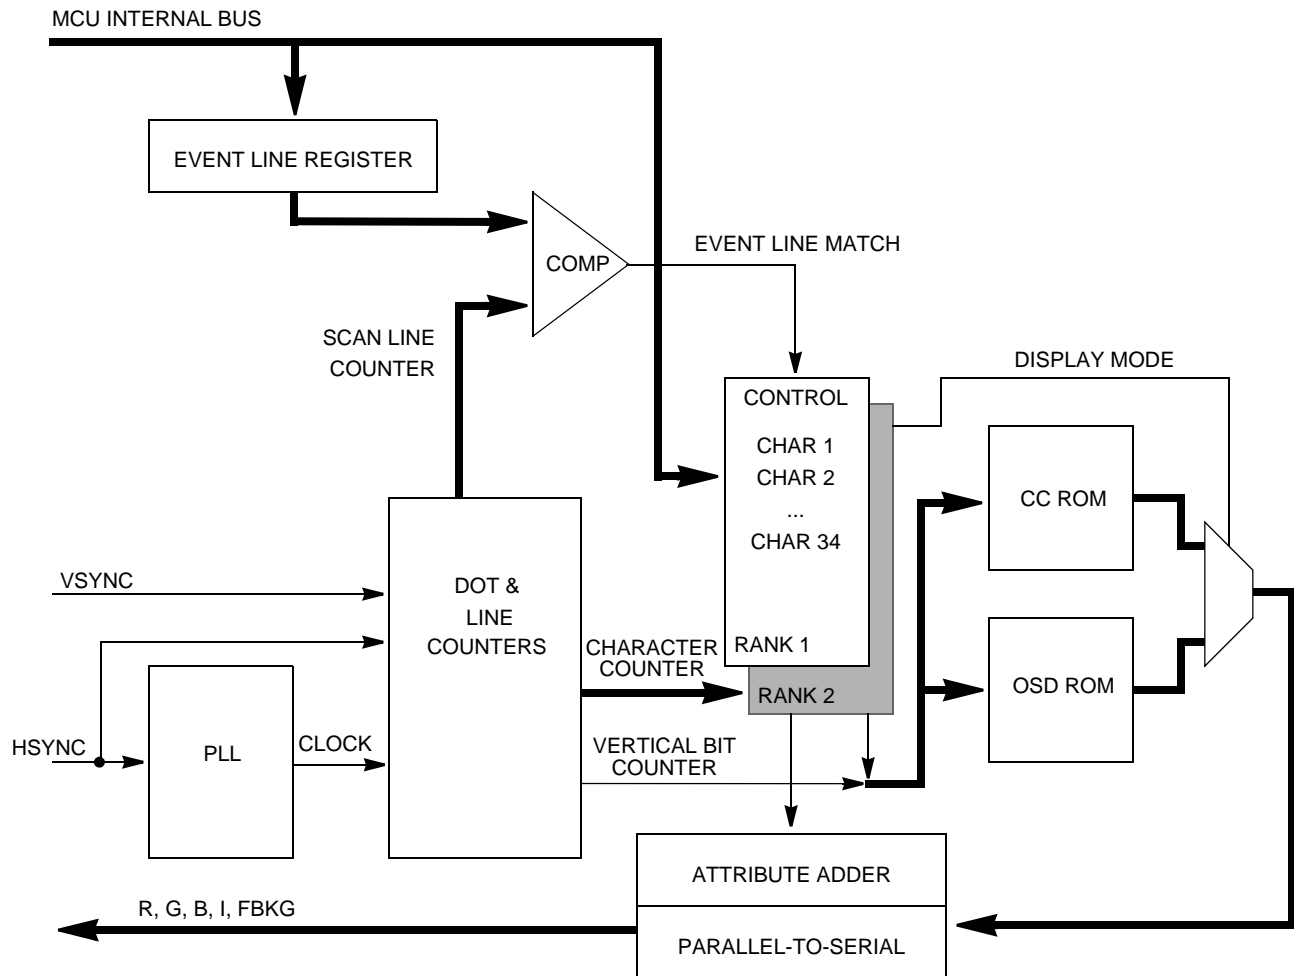 MCU INTERNAL BUS
EVENT LINE REGISTER
COMP
EVENT LINE MATCH
SCAN LINE
COUNTER
DISPLAY MODE
CONTROL
CHAR 1
CHAR 2
...
CHAR 34
RANK 1
RANK 2
CC ROM
OSD ROM
VSYNC
DOT &
LINE
COUNTERS
CHARACTER
COUNTER
HSYNC
PLL
CLOCK
VERTICAL BIT
COUNTER
ATTRIBUTE ADDER
R, G, B, I, FBKG
PARALLEL-TO-SERIAL